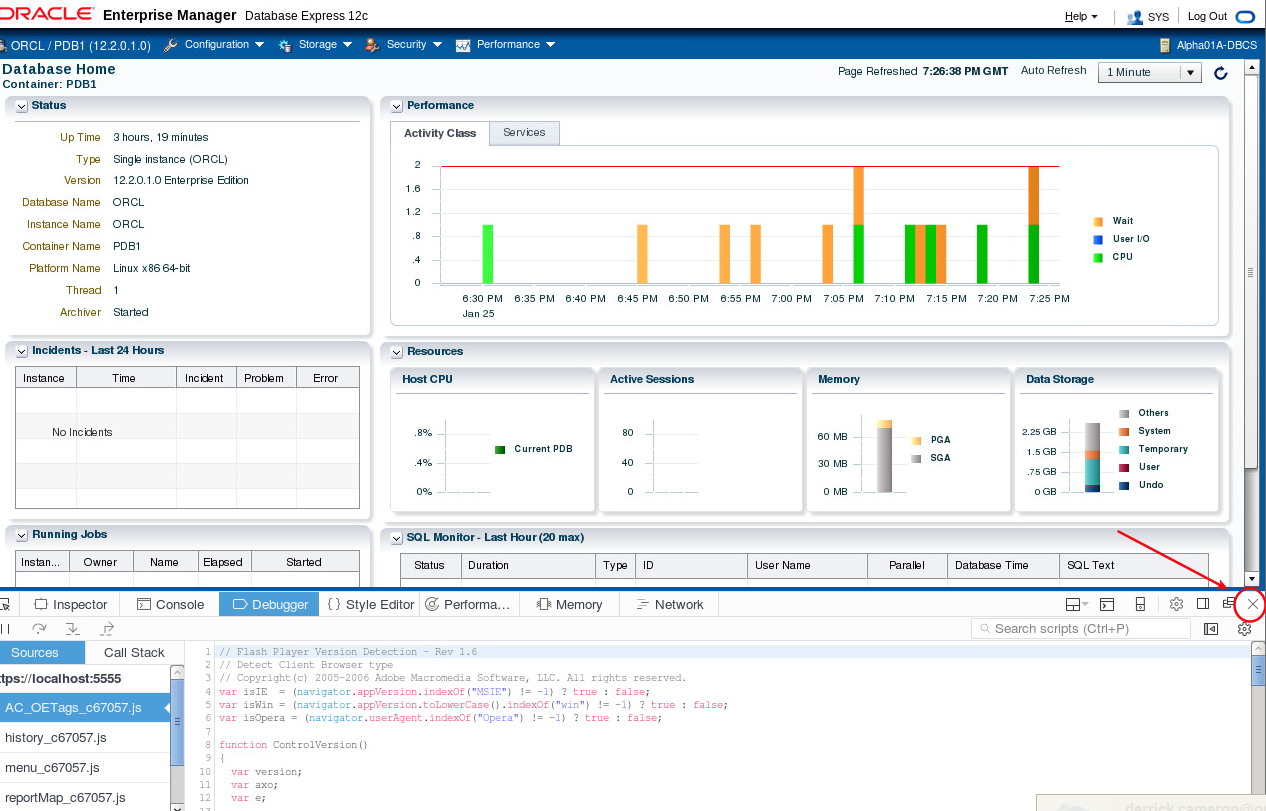 ORACLE Enterprise Manager Database Express 12c
Help SYS Log Out
ORCL / PDB1 (12.2.0.1.0) Configuration Storage Security Performance Alpha01A-DBCS
Database Home
Container: PDB1
Page Refreshed 7:26:38 PM GMT Auto Refresh 1 Minute
Status
Up Time 3 hours, 19 minutes
Type Single instance (ORCL)
Version 12.2.0.1.0 Enterprise Edition
Database Name ORCL
Instance Name ORCL
Container Name PDB1
Platform Name Linux x86 64-bit
Thread 1
Archiver Started
Performance
Activity Class Services
2
1.6
1.2
.8
.4
0
6:30 PM 6:35 PM 6:40 PM 6:45 PM 6:50 PM 6:55 PM 7:00 PM 7:05 PM 7:10 PM 7:15 PM 7:20 PM 7:25 PM
Jan 25
Wait
User I/O
CPU
Incidents - Last 24 Hours
Instance Time Incident Problem Error
No Incidents
Resources
Host CPU
.8%
.4%
0%
Current PDB
Active Sessions
80
40
0
Memory
60 MB
30 MB
0 MB
PGA
SGA
Data Storage
2.25 GB
1.5 GB
.75 GB
0 GB
Others
System
Temporary
User
Undo
Running Jobs
Instan... Owner Name Elapsed Started
SQL Monitor - Last Hour (20 max)
Status Duration Type ID User Name Parallel Database Time SQL Text
Inspector Console Debugger Style Editor Performa... Memory Network
Search scripts (Ctrl+P)
Sources Call Stack
ttps://localhost:5555
AC_OETags_c67057.js
history_c67057.js
menu_c67057.js
reportMap_c67057.js
1 // Flash Player Version Detection - Rev 1.6
2 // Detect Client Browser type
3 // Copyright(c) 2005-2006 Adobe Macromedia Software, LLC. All rights reserved.
4 var isIE  = (navigator.appVersion.indexOf("MSIE") != -1) ? true : false;
5 var isWin = (navigator.appVersion.toLowerCase().indexOf("win") != -1) ? true : false;
6 var isOpera = (navigator.userAgent.indexOf("Opera") != -1) ? true : false;
7
8 function ControlVersion()
9 {
10 var version;
11 var axo;
12 var e;
13